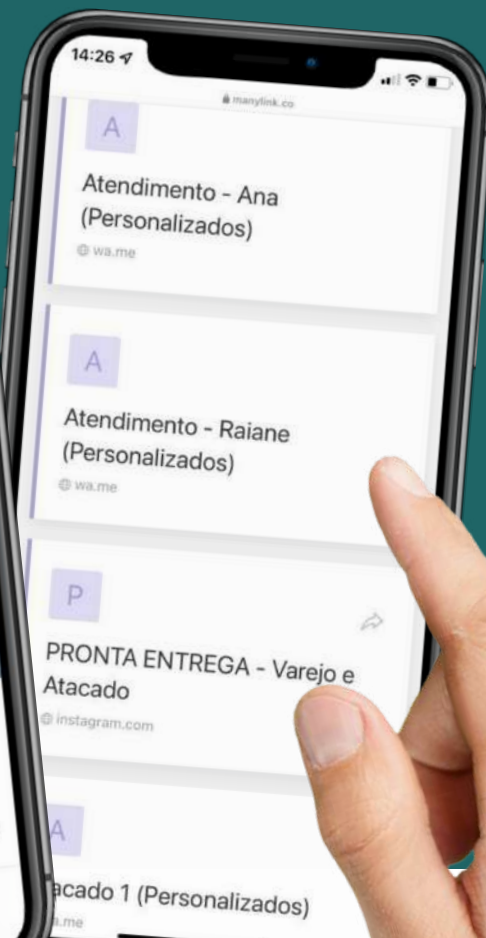 14:26
manylink.co
A
Atendimento - Ana
(Personalizados)
wa.me
A
Atendimento - Raiane
(Personalizados)
wa.me
P
PRONTA ENTREGA - Varejo e
Atacado
instagram.com
A
acado 1 (Personalizados)
a.me